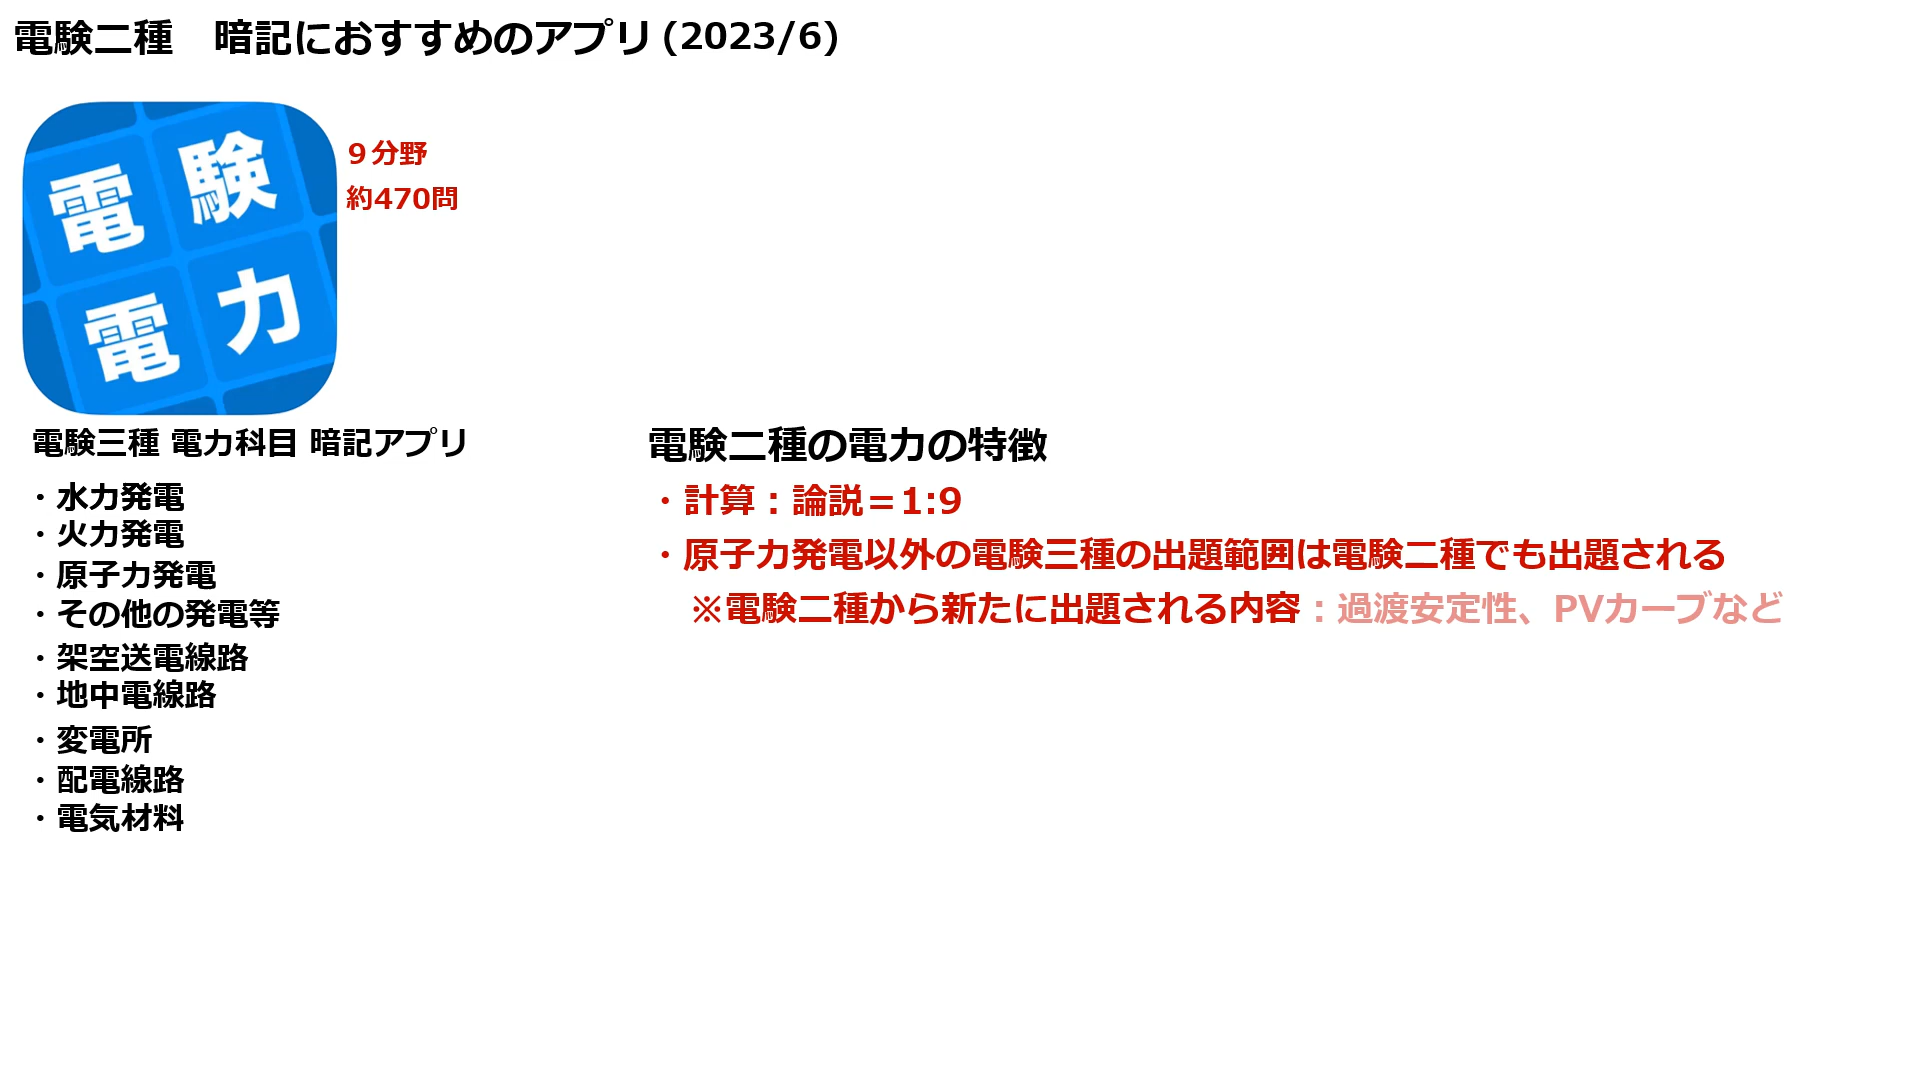 電験二種　暗記におすすめのアプリ (2023/6)
電験
電力
９分野
約470問
電験三種 電力科目 暗記アプリ
・水力発電
・火力発電
・原子力発電
・その他の発電等
・架空送電線路
・地中電線路
・変電所
・配電線路
・電気材料
電験二種の電力の特徴
・計算：論説＝1:9
・原子力発電以外の電験三種の出題範囲は電験二種でも出題される
※電験二種から新たに出題される内容：過渡安定性、PVカーブなど